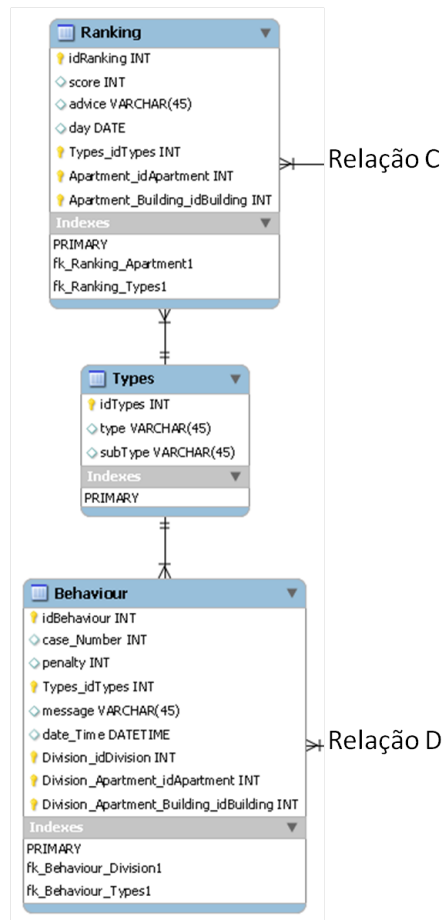 Ranking
idRanking INT
score INT
advice VARCHAR(45)
day DATE
Types_idTypes INT
Relação C
Apartment_idApartment INT
Apartment_Building_idBuilding INT
Indexes
PRIMARY
fk_Ranking_Apartment1
fk_Ranking_Types1
Types
idTypes INT
type VARCHAR(45)
subType VARCHAR(45)
Indexes
PRIMARY
Behaviour
idBehaviour INT
case_Number INT
penalty INT
Types_idTypes INT
message VARCHAR(45)
date_Time DATETIME
Relação D
Division_idDivision INT
Division_Apartment_idApartment INT
Division_Apartment_Building_idBuilding INT
Indexes
PRIMARY
fk_Behaviour_Division1
fk_Behaviour_Types1